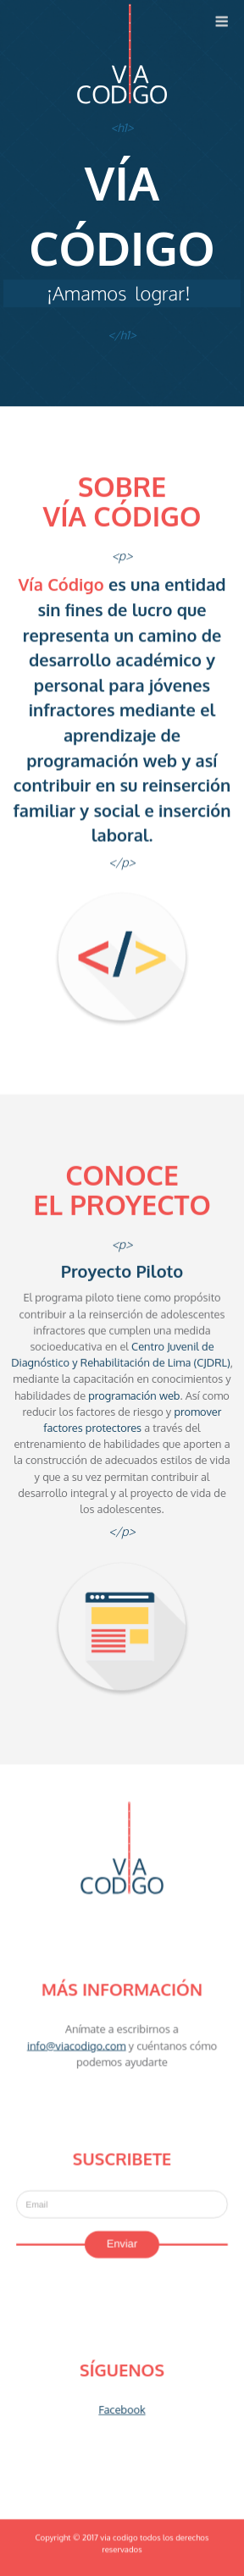 VÍA
CODIGO
<h1>
VÍA
CÓDIGO
¡Amamos lograr!
</h1>
SOBRE
VÍA CÓDIGO
<p>
Vía Código es una entidad
sin fines de lucro que
representa un camino de
desarrollo académico y
personal para jóvenes
infractores mediante el
aprendizaje de
programación web y así
contribuir en su reinserción
familiar y social e inserción
laboral.
</p>
</>
CONOCE
EL PROYECTO
<p>
Proyecto Piloto
El programa piloto tiene como propósito
contribuir a la reinserción de adolescentes
infractores que cumplen una medida
socioeducativa en el Centro Juvenil de
Diagnóstico y Rehabilitación de Lima (CJDRL),
mediante la capacitación en conocimientos y
habilidades de programación web. Así como
reducir los factores de riesgo y promover
factores protectores a través del
entrenamiento de habilidades que aporten a
la construcción de adecuados estilos de vida
y que a su vez permitan contribuir al
desarrollo integral y al proyecto de vida de
los adolescentes.
</p>
VÍA
CODIGO
MÁS INFORMACIÓN
Anímate a escribirnos a
info@viacodigo.com y cuéntanos cómo
podemos ayudarte
SUSCRIBETE
Email
Enviar
SÍGUENOS
Facebook
Copyright © 2017 via codigo todos los derechos
reservados